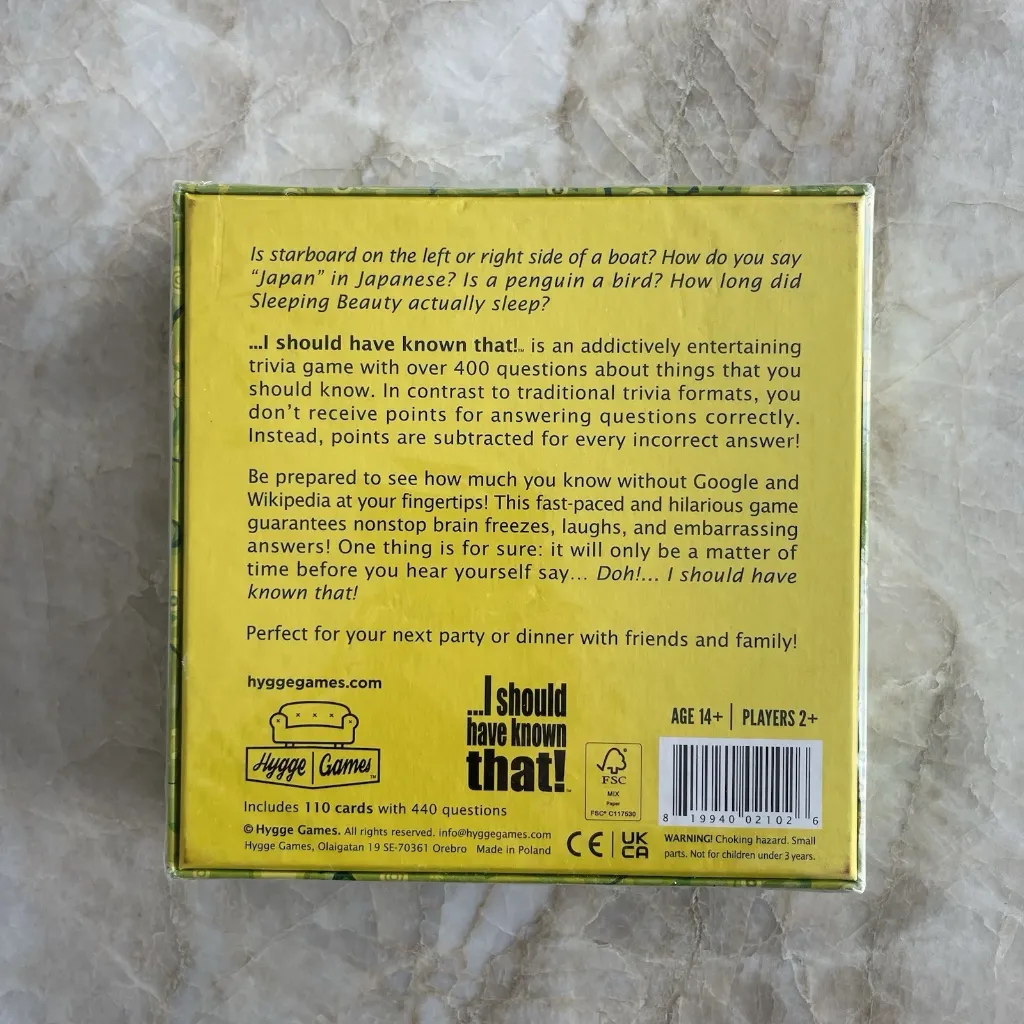 Is starboard on the left or right side of a boat? How do you say
"Japan" in Japanese? Is a penguin a bird? How long did
Sleeping Beauty actually sleep?
...I should have known that!™ is an addictively entertaining
trivia game with over 400 questions about things that you
should know. In contrast to traditional trivia formats, you
don't receive points for answering questions correctly.
Instead, points are subtracted for every incorrect answer!
Be prepared to see how much you know without Google and
Wikipedia at your fingertips! This fast-paced and hilarious game
guarantees nonstop brain freezes, laughs, and embarrassing
answers! One thing is for sure: it will only be a matter of
time before you hear yourself say... Doh!... I should have
known that!
Perfect for your next party or dinner with friends and family!
hyggegames.com
Hygge Games™
Includes 110 cards with 440 questions
© Hygge Games. All rights reserved. info@hyggegames.com
Hygge Games, Olaigatan 19 SE-70361 Orebro Made in Poland
...I should
have known
that!™
FSC
MIX
Paper
FSC® C117530
CE
UK
CA
AGE 14+ | PLAYERS 2+
8 19940 02102 6
WARNING! Choking hazard. Small
parts. Not for children under 3 years.